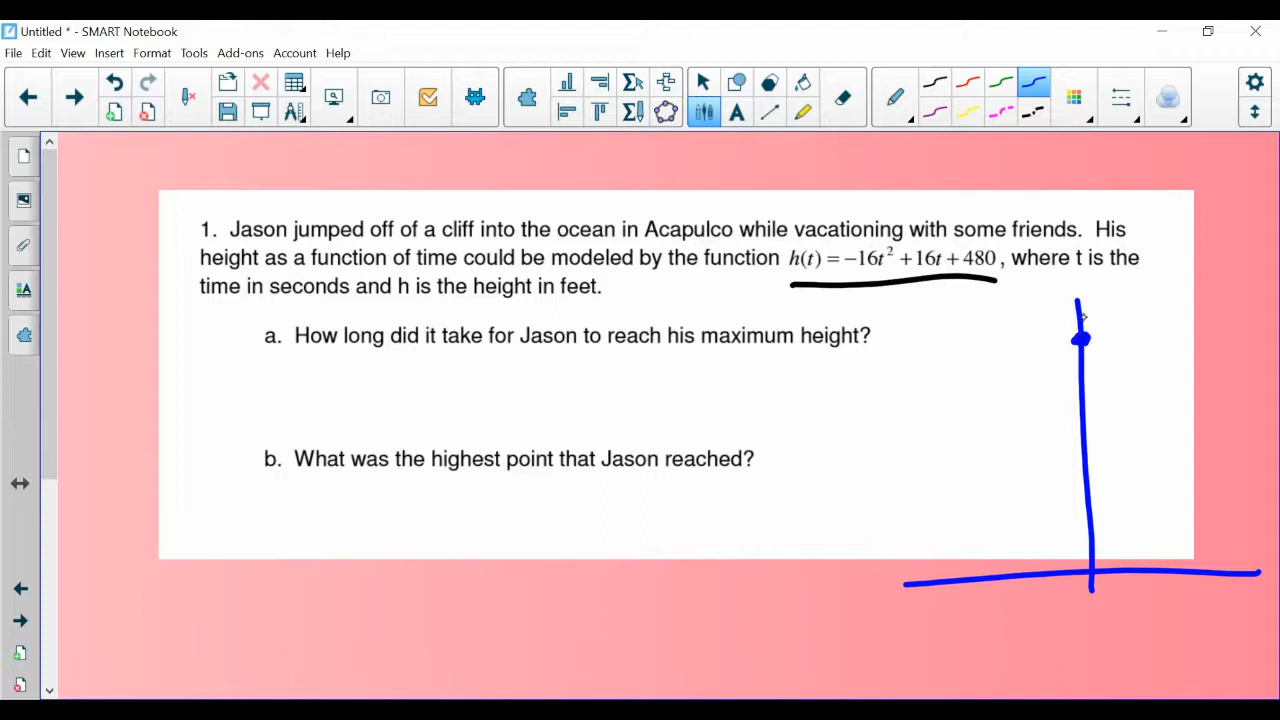 Untitled * - SMART Notebook
File Edit View Insert Format Tools Add-ons Account Help
1. Jason jumped off of a cliff into the ocean in Acapulco while vacationing with some friends. His
height as a function of time could be modeled by the function h(t) = −16t² +16t + 480, where t is the
time in seconds and h is the height in feet.
a. How long did it take for Jason to reach his maximum height?
b. What was the highest point that Jason reached?